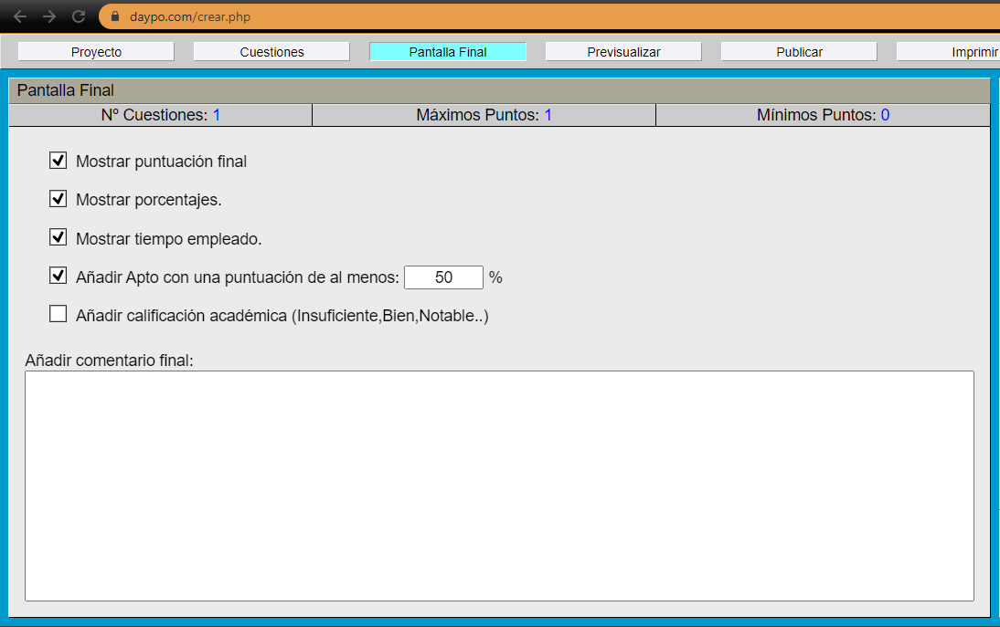 daypo.com/crear.php
Proyecto Cuestiones Pantalla Final Previsualizar Publicar Imprimir
Pantalla Final
Nº Cuestiones: 1 Máximos Puntos: 1 Mínimos Puntos: 0
Mostrar puntuación final
Mostrar porcentajes.
Mostrar tiempo empleado.
Añadir Apto con una puntuación de al menos: 50 %
Añadir calificación académica (Insuficiente,Bien,Notable..)
Añadir comentario final: